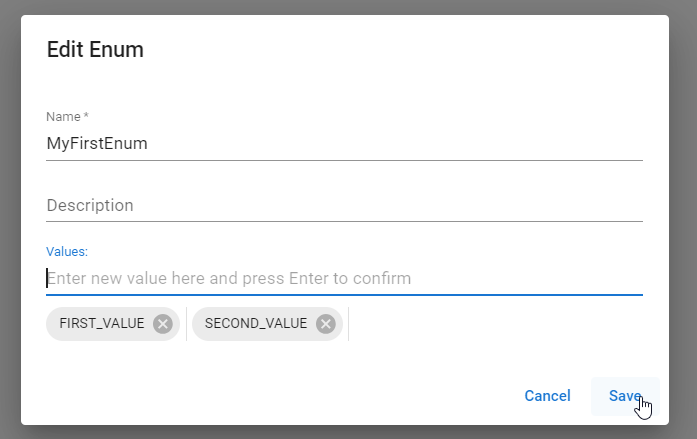 Edit Enum
Name *
MyFirstEnum
Description
Values:
Enter new value here and press Enter to confirm
FIRST_VALUE SECOND_VALUE
Cancel Save